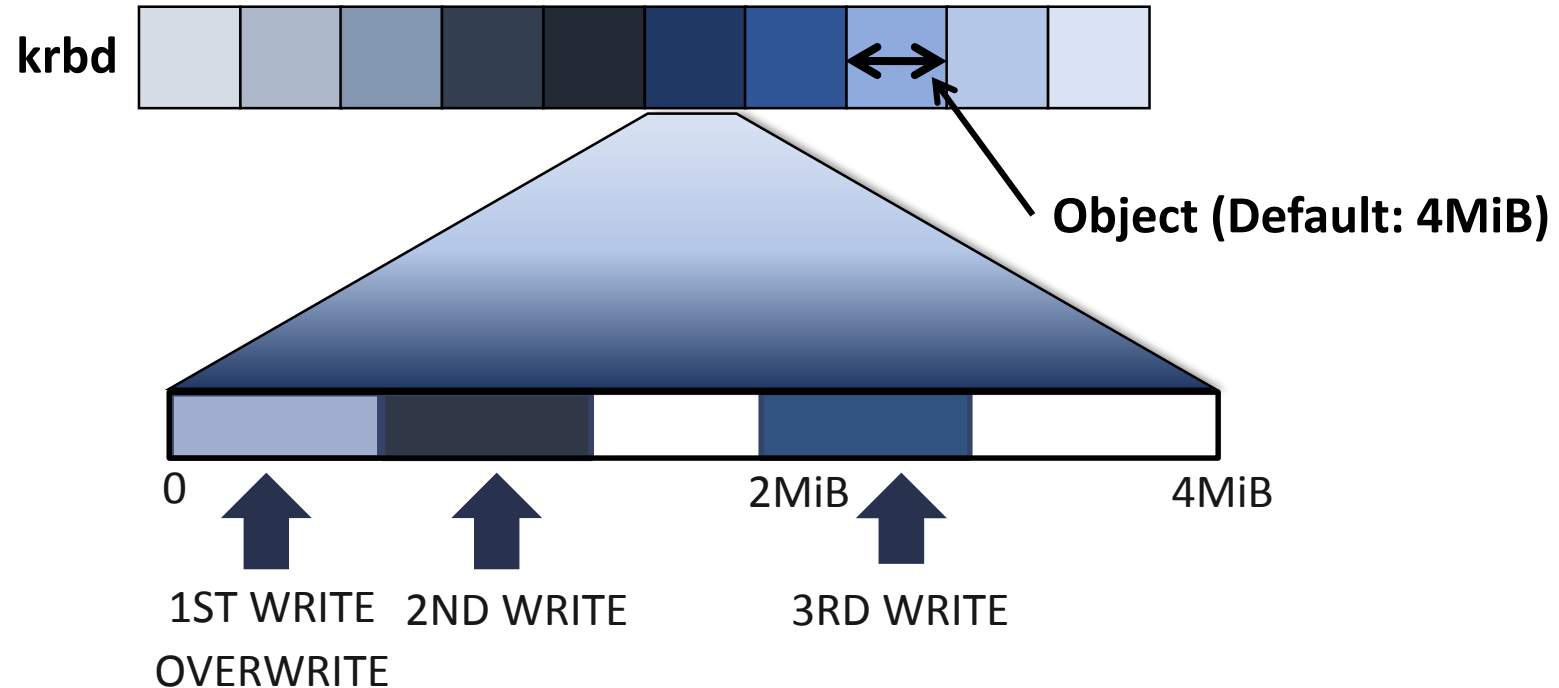 krbd
Object (Default: 4MiB)
0
2MiB
4MiB
1ST WRITE
2ND WRITE
3RD WRITE
OVERWRITE